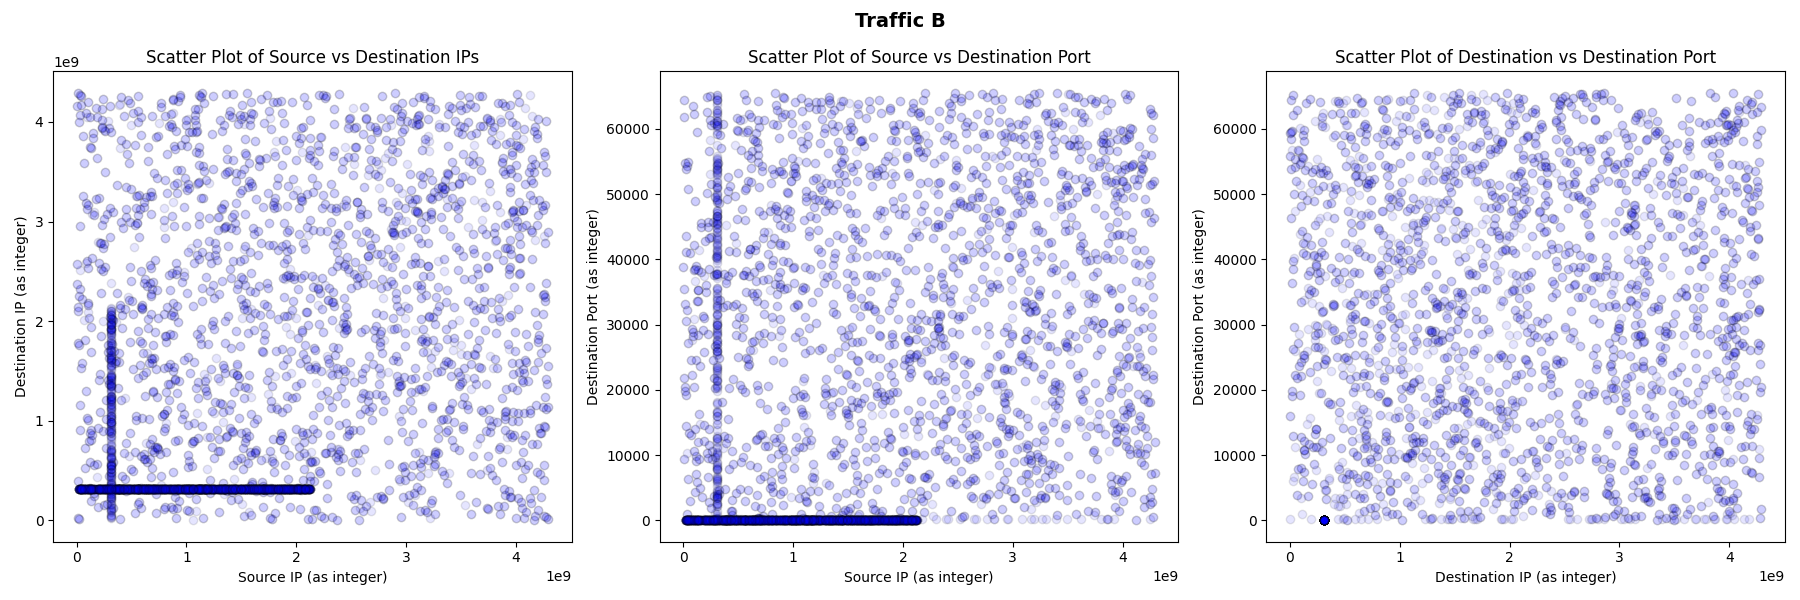 Traffic B
Scatter Plot of Source vs Destination IPs
1e9
Destination IP (as integer)
4
3
2
1
0
0 1 2 3 4
1e9
Source IP (as integer)
Scatter Plot of Source vs Destination Port
Destination Port (as integer)
60000
50000
40000
30000
20000
10000
0
0 1 2 3 4
1e9
Source IP (as integer)
Scatter Plot of Destination vs Destination Port
Destination Port (as integer)
60000
50000
40000
30000
20000
10000
0
0 1 2 3 4
1e9
Destination IP (as integer)